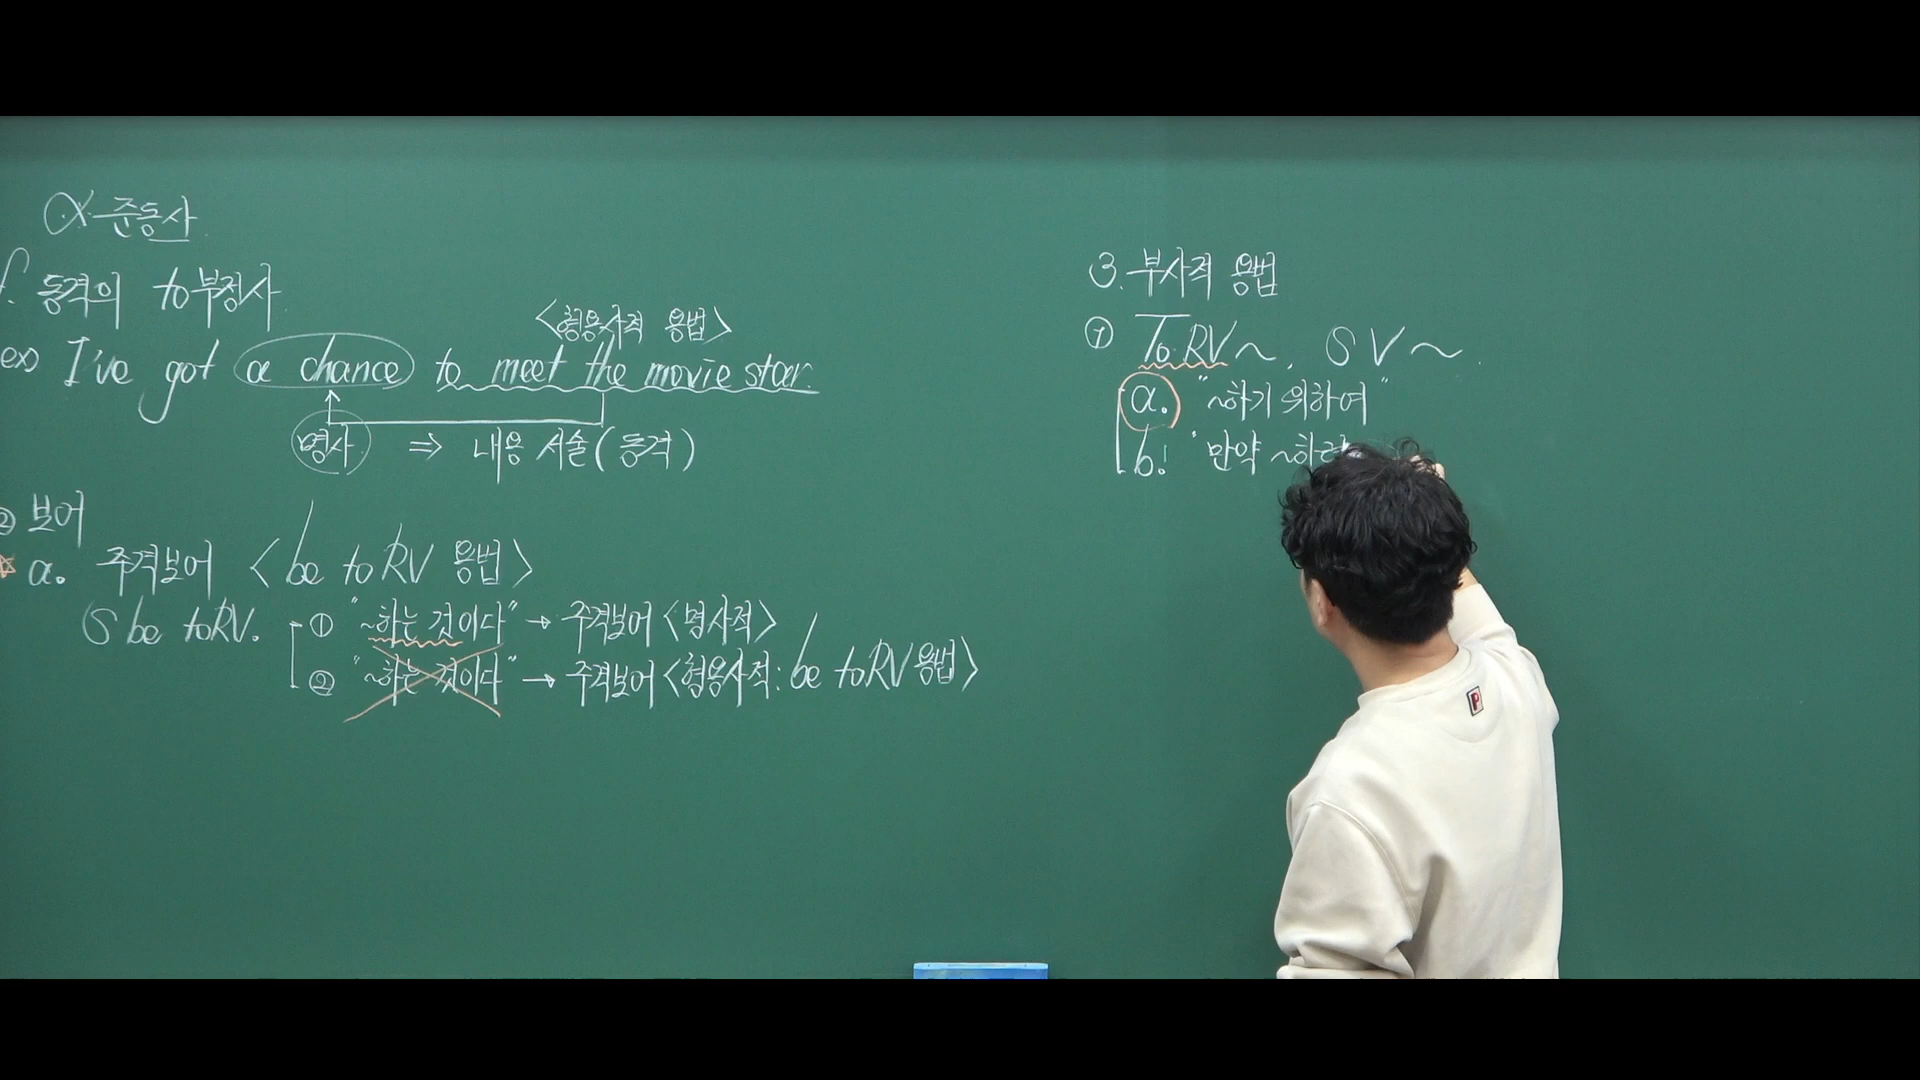 α 준동사
f. 동격의 to부정사
<형용사적 용법>
ex) I've got a chance to meet the movie star.
명사 ⇒ 내용 서술(동격)
② 보어
☆ a. 주격보어 <be to RV 용법>
S be to RV. ① "~하는 것이다" → 주격보어<명사적>
② "~하는 것이다" → 주격보어<형용사적: be to RV 용법>
3. 부사적 용법
① To RV~, S V~.
a. "~하기 위하여"
b. "만약 ~하려
P